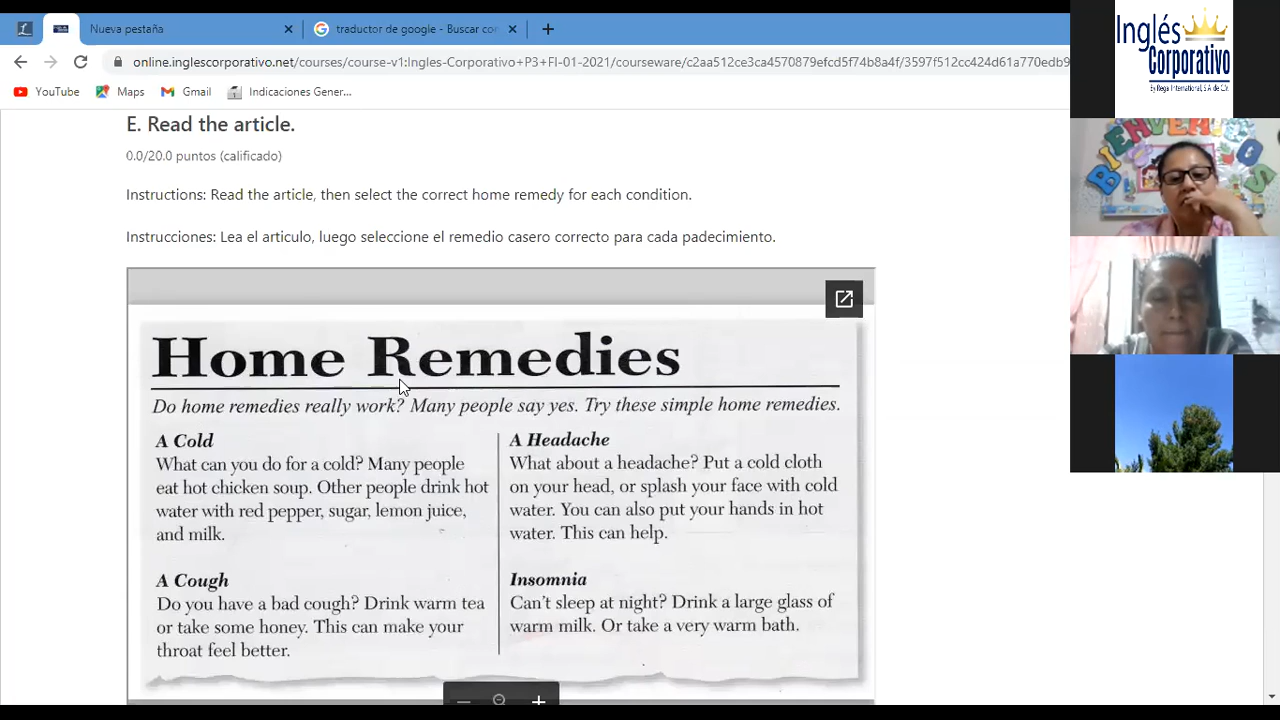 Nueva pestaña
traductor de google - Buscar con
online.inglescorporativo.net/courses/course-v1:Ingles-Corporativo+P3+FI-01-2021/courseware/c2aa512ce3ca4570879efcd5f74b8a4f/3597f512cc424d61a770edb9
YouTube Maps Gmail Indicaciones Gener...
E. Read the article.
0.0/20.0 puntos (calificado)
Instructions: Read the article, then select the correct home remedy for each condition.
Instrucciones: Lea el articulo, luego seleccione el remedio casero correcto para cada padecimiento.
Home Remedies
Do home remedies really work? Many people say yes. Try these simple home remedies.
A Cold
What can you do for a cold? Many people
eat hot chicken soup. Other people drink hot
water with red pepper, sugar, lemon juice,
and milk.
A Cough
Do you have a bad cough? Drink warm tea
or take some honey. This can make your
throat feel better.
A Headache
What about a headache? Put a cold cloth
on your head, or splash your face with cold
water. You can also put your hands in hot
water. This can help.
Insomnia
Can't sleep at night? Drink a large glass of
warm milk. Or take a very warm bath.
Inglés
Corporativo
By Rega International, S.A. de C.V.
BIENVENIDOS